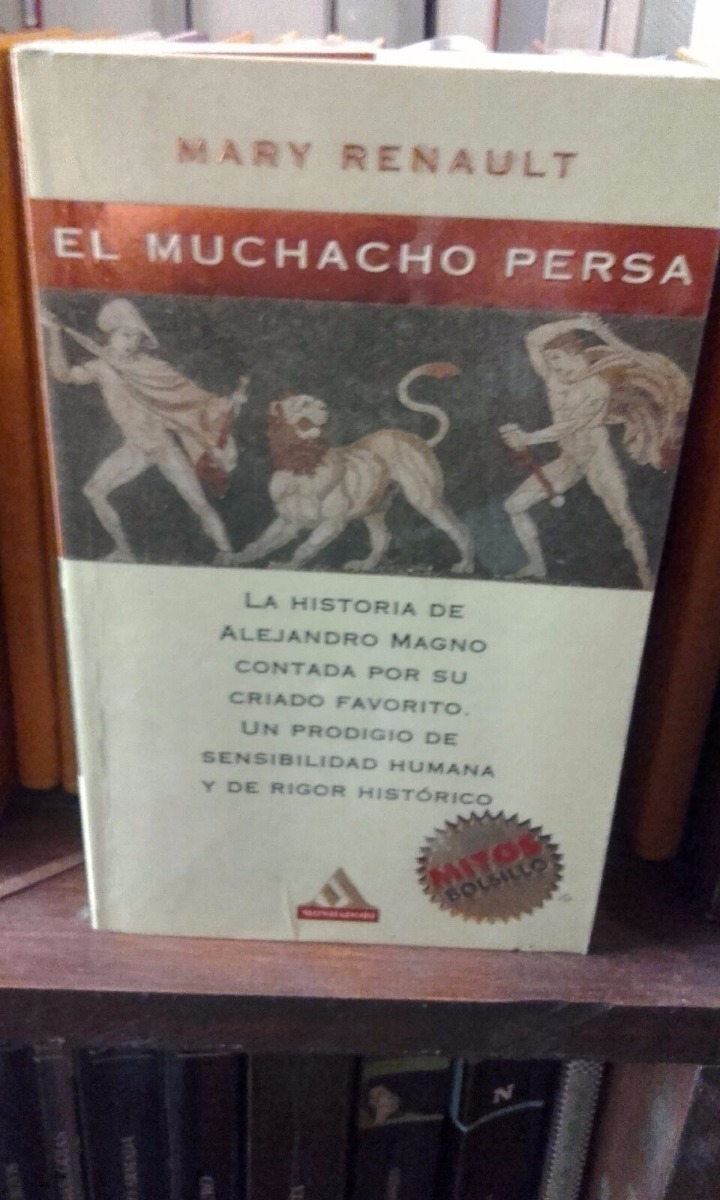 MARY RENAULT
EL MUCHACHO PERSA
LA HISTORIA DE
ALEJANDRO MAGNO
CONTADA POR SU
CRIADO FAVORITO.
UN PRODIGIO DE
SENSIBILIDAD HUMANA
Y DE RIGOR HISTÓRICO
MITOS
BOLSILLO
MONDADORI
N